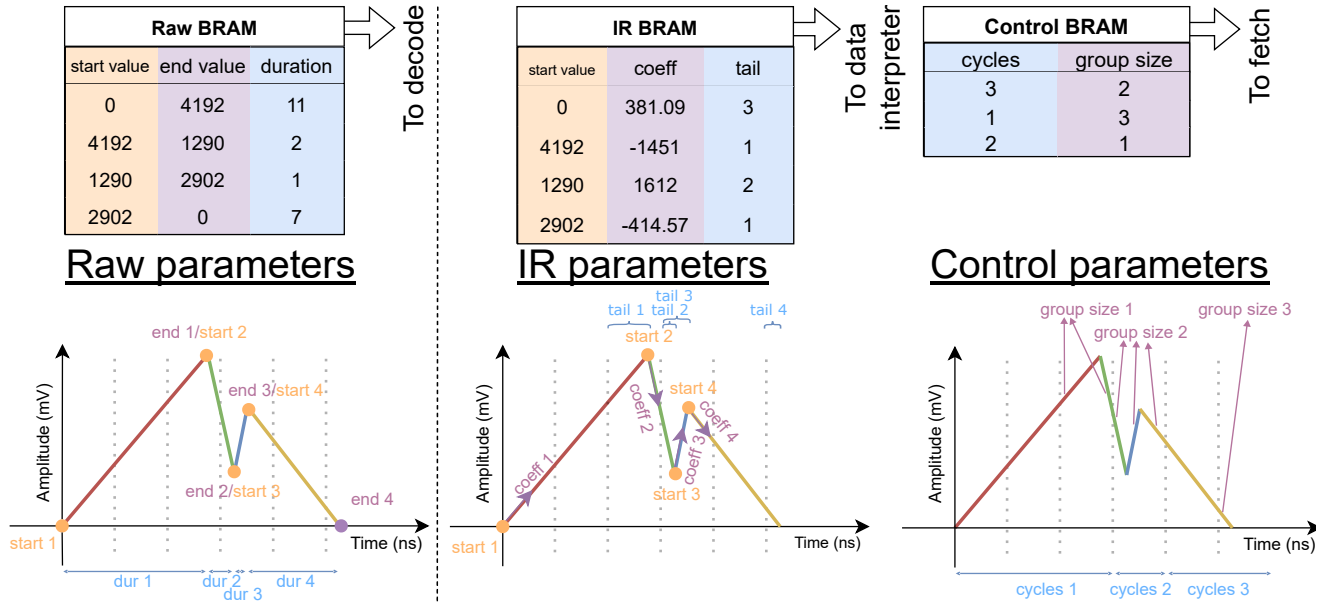 Raw BRAM
start value end value duration
0 4192 11
4192 1290 2
1290 2902 1
2902 0 7
To decode
IR BRAM
start value coeff tail
0 381.09 3
4192 -1451 1
1290 1612 2
2902 -414.57 1
To data
interpreter
Control BRAM
cycles group size
3 2
1 3
2 1
To fetch
Raw parameters
IR parameters
Control parameters
end 1/start 2
end 3/start 4
end 2/start 3
end 4
start 1
Amplitude (mV)
Time (ns)
dur 1
dur 2
dur 3
dur 4
tail 3
tail 1
tail 2
tail 4
start 2
start 4
coeff 1
coeff 2
coeff 3
coeff 4
start 3
start 1
Amplitude (mV)
Time (ns)
group size 1
group size 3
group size 2
Amplitude (mV)
Time (ns)
cycles 1
cycles 2
cycles 3